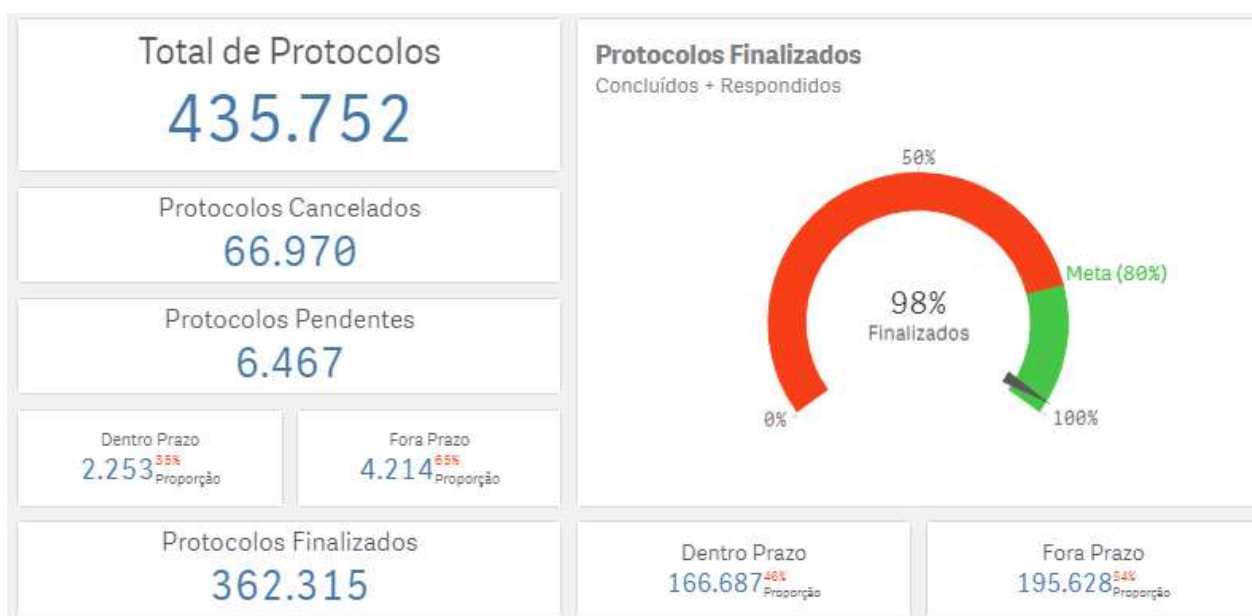 Total de Protocolos
435.752
Protocolos Cancelados
66.970
Protocolos Pendentes
6.467
Dentro Prazo
2.253 35% Proporção
Fora Prazo
4.214 65% Proporção
Protocolos Finalizados
362.315
Protocolos Finalizados
Concluídos + Respondidos
50%
Meta (80%)
98%
Finalizados
0%
100%
Dentro Prazo
166.687 46% Proporção
Fora Prazo
195.628 54% Proporção